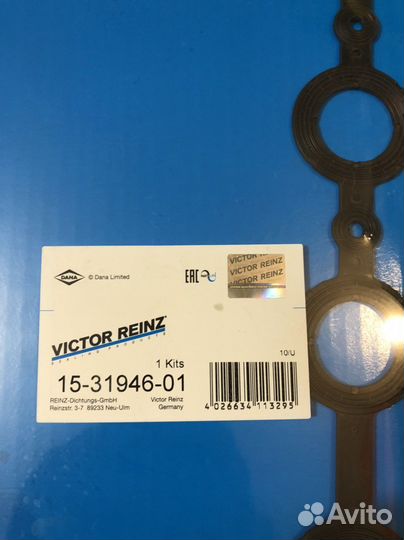 DANA
© Dana Limited
EAC
VICTOR REINZ
VICTOR REINZ
VICTOR REINZ
VICTOR REINZ
SEALING PRODUCTS
1 Kits
10/U
15-31946-01
REINZ-Dichtungs-GmbH
Reinzstr. 3-7 89233 Neu-Ulm
Victor Reinz
Germany
4 026634 113295
Avito